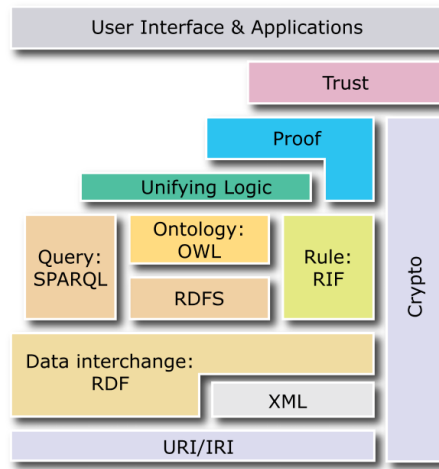 User Interface & Applications
Trust
Proof
Unifying Logic
Query:
SPARQL
Ontology:
OWL
RDFS
Rule:
RIF
Crypto
Data interchange:
RDF
XML
URI/IRI